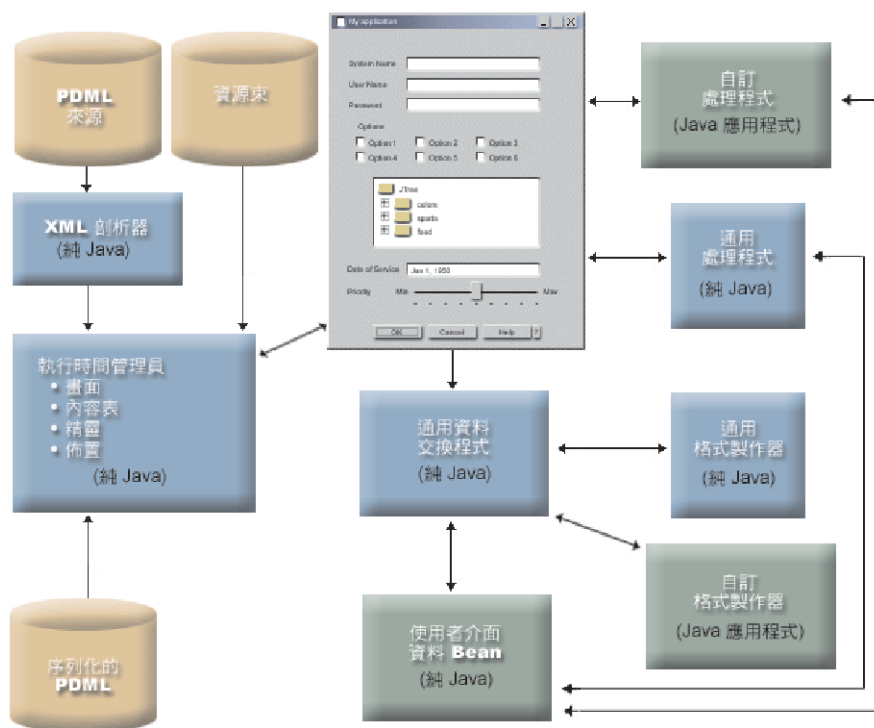 PDML
來源
資源束
My application
System Name
User Name
Password
Options
Option 1
Option 2
Option 3
Option 4
Option 5
Option 6
JTree
colors
sports
food
Date of Service
Jan 1, 1950
Priority
Min
Max
OK
Cancel
Help
?
自訂
處理程式
(Java 應用程式)
XML 剖析器
(純 Java)
通用
處理程式
(純 Java)
執行時間管理員
• 畫面
• 內容表
• 精靈
• 佈置
(純 Java)
通用資料
交換程式
(純 Java)
通用
格式製作器
(純 Java)
自訂
格式製作器
(Java 應用程式)
序列化的
PDML
使用者介面
資料 Bean
(純 Java)